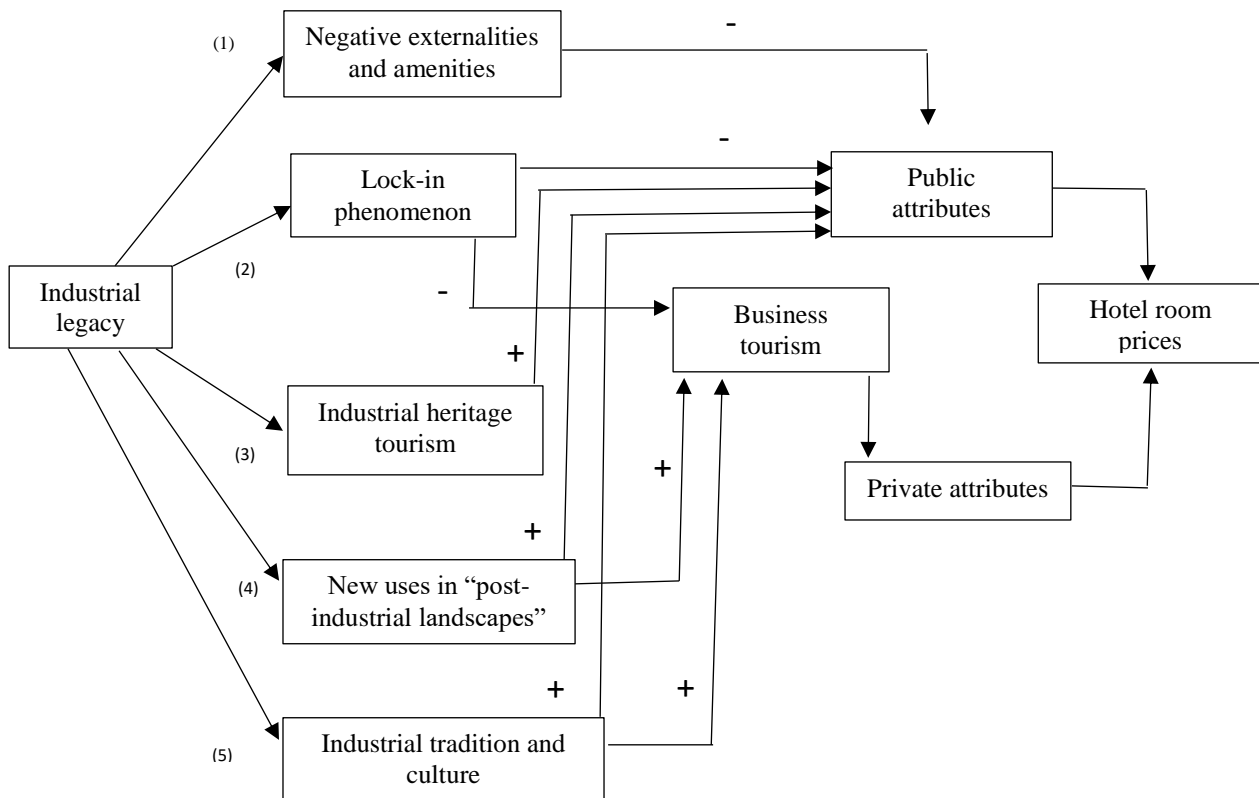 (1)
Negative externalities
and amenities
-
Lock-in
phenomenon
-
Public
attributes
(2)
Industrial
legacy
-
Business
tourism
Hotel room
prices
+
Industrial heritage
tourism
(3)
+
Private attributes
+
(4)
New uses in “post-
industrial landscapes”
+
+
(5)
Industrial tradition and
culture